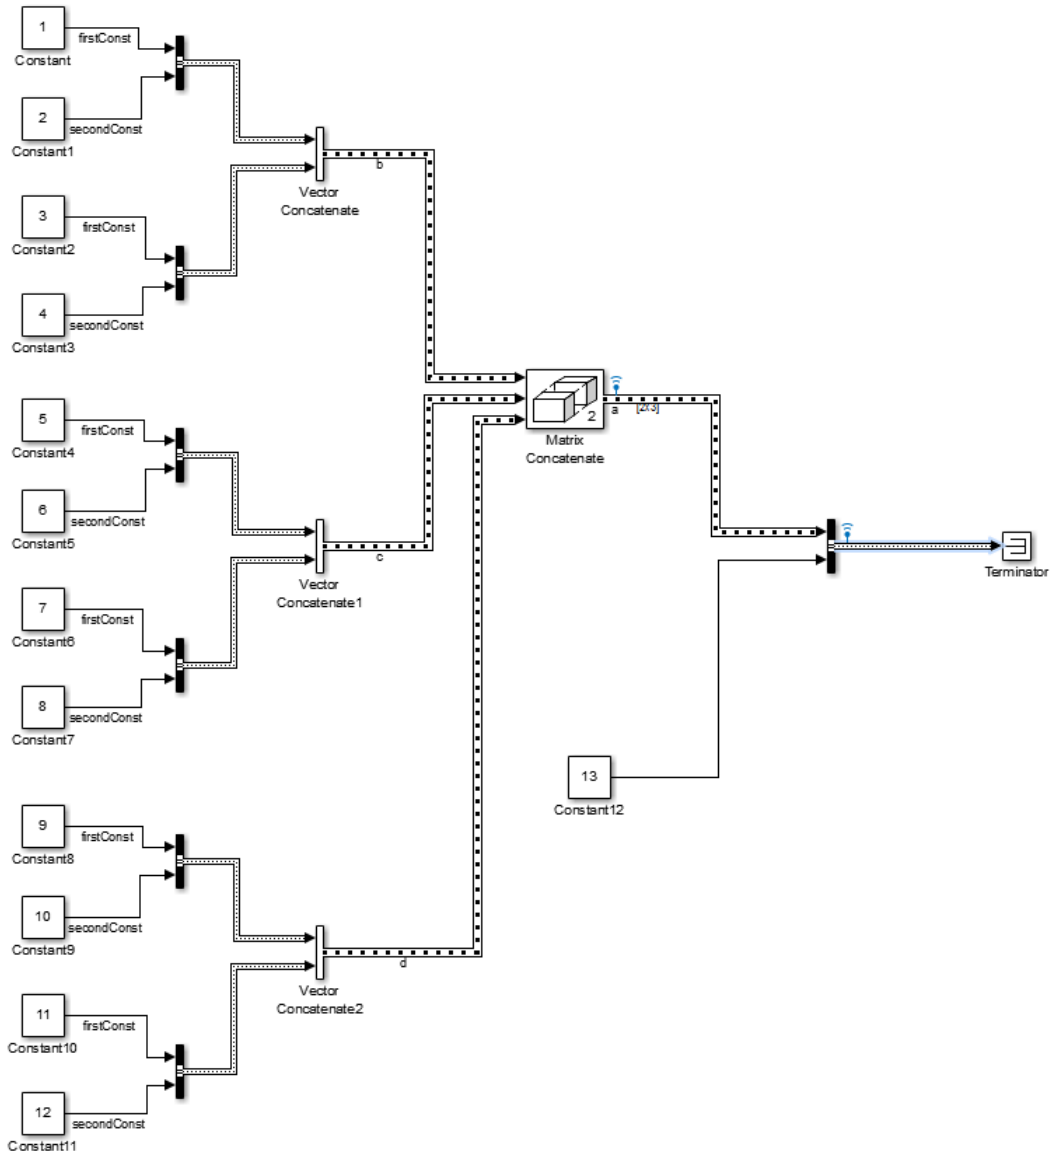 1
firstConst
Constant
2
secondConst
Constant1
3
firstConst
Constant2
4
secondConst
Constant3
Vector
Concatenate
b
5
firstConst
Constant4
6
secondConst
Constant5
7
firstConst
Constant6
8
secondConst
Constant7
Vector
Concatenate1
c
9
firstConst
Constant8
10
secondConst
Constant9
11
firstConst
Constant10
12
secondConst
Constant11
Vector
Concatenate2
d
2
Matrix
Concatenate
a
[2x3]
13
Constant12
Terminator